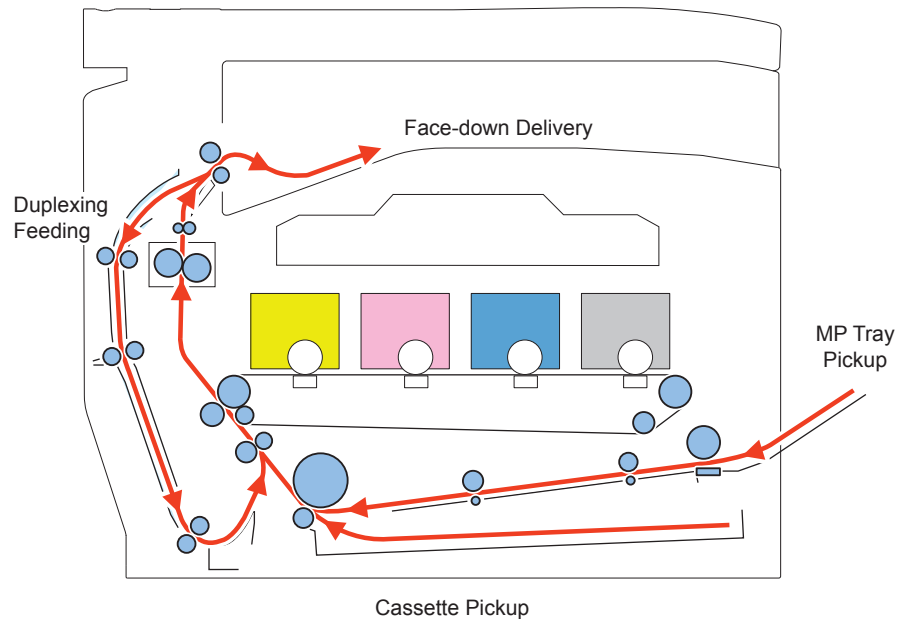 Face-down Delivery
Duplexing
Feeding
MP Tray
Pickup
Cassette Pickup